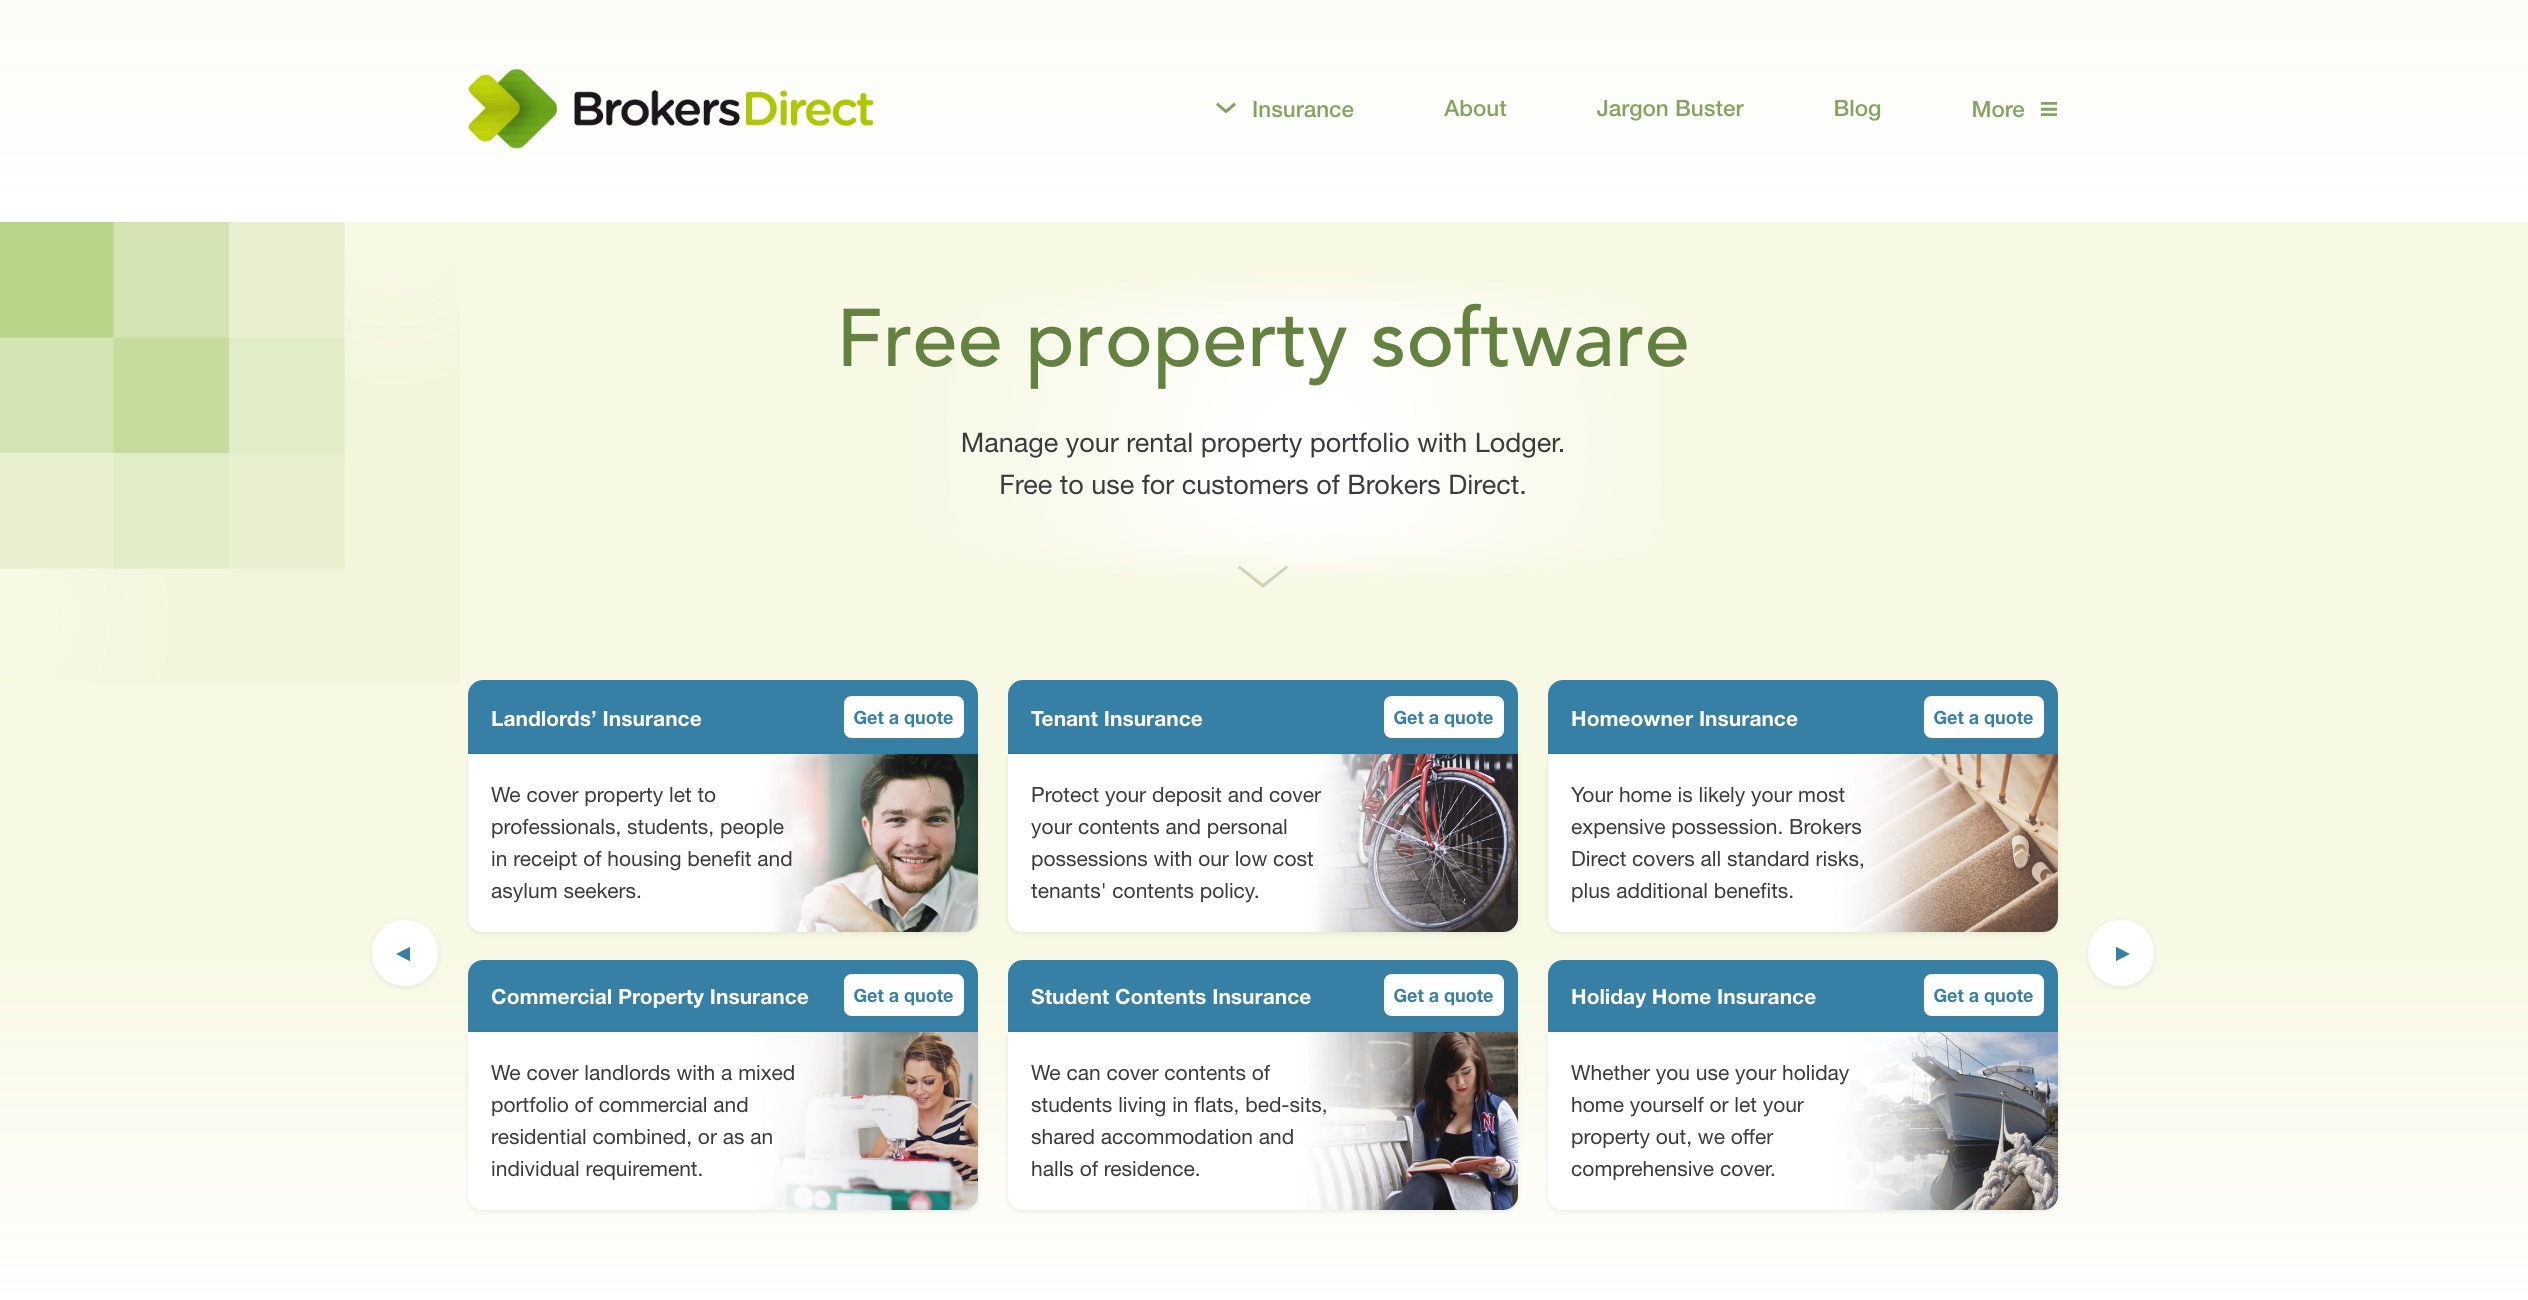 BrokersDirect
Insurance
About
Jargon Buster
Blog
More
Free property software
Manage your rental property portfolio with Lodger.
Free to use for customers of Brokers Direct.
Landlords’ Insurance
Get a quote
We cover property let to
professionals, students, people
in receipt of housing benefit and
asylum seekers.
Tenant Insurance
Get a quote
Protect your deposit and cover
your contents and personal
possessions with our low cost
tenants' contents policy.
Homeowner Insurance
Get a quote
Your home is likely your most
expensive possession. Brokers
Direct covers all standard risks,
plus additional benefits.
Commercial Property Insurance
Get a quote
We cover landlords with a mixed
portfolio of commercial and
residential combined, or as an
individual requirement.
Student Contents Insurance
Get a quote
We can cover contents of
students living in flats, bed-sits,
shared accommodation and
halls of residence.
N
Holiday Home Insurance
Get a quote
Whether you use your holiday
home yourself or let your
property out, we offer
comprehensive cover.